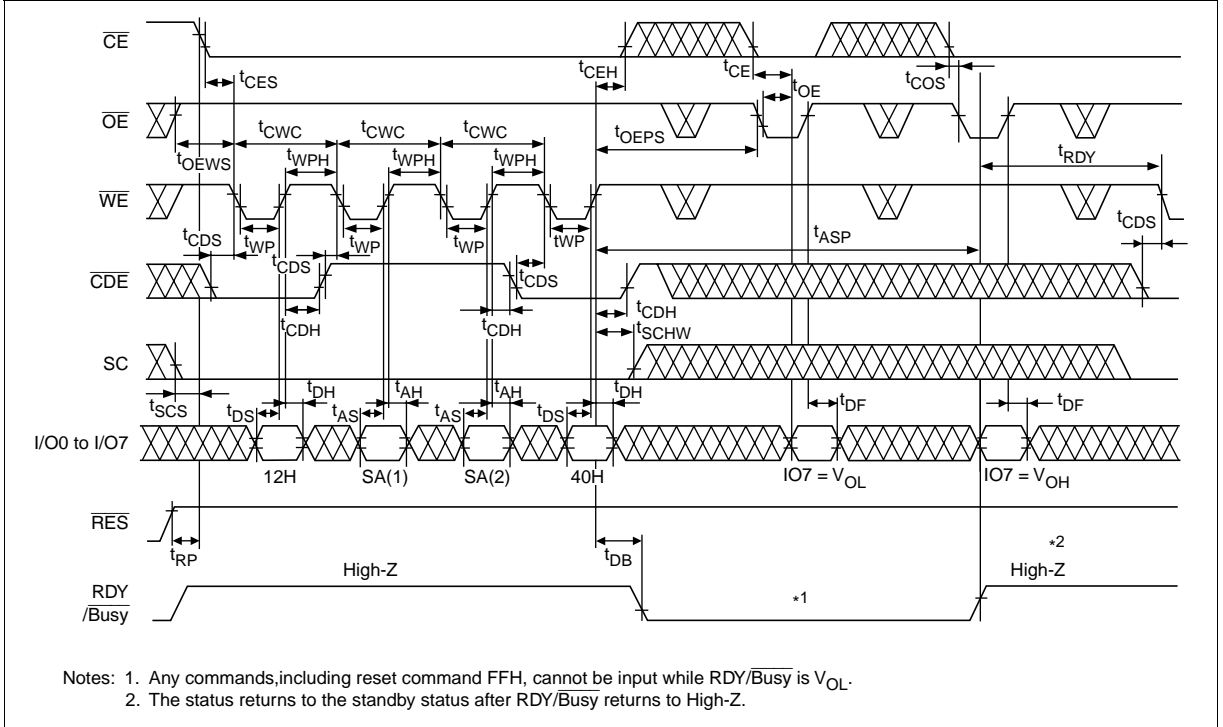 CE
tCEH
tCE
tCES
tOE
tCOS
OE
tCWC tCWC tCWC
tOEWS
tWPH tWPH tWPH
tOEPS
tRDY
WE
tCDS
tWP tWP tWP tWP
tASP
tCDS
tCDS
tCDS
CDE
tCDH
tCDH
tCDH
tSCHW
SC
tSCS
tDS tDH tAS tAH tAS tAH tDS tDH
tDF tDF
I/O0 to I/O7
12H SA(1) SA(2) 40H IO7 = VOL IO7 = VOH
RES
tRP
tDB
*2
High-Z High-Z
RDY
/Busy
*1
Notes: 1. Any commands,including reset command FFH, cannot be input while RDY/Busy is VOL.
2. The status returns to the standby status after RDY/Busy returns to High-Z.